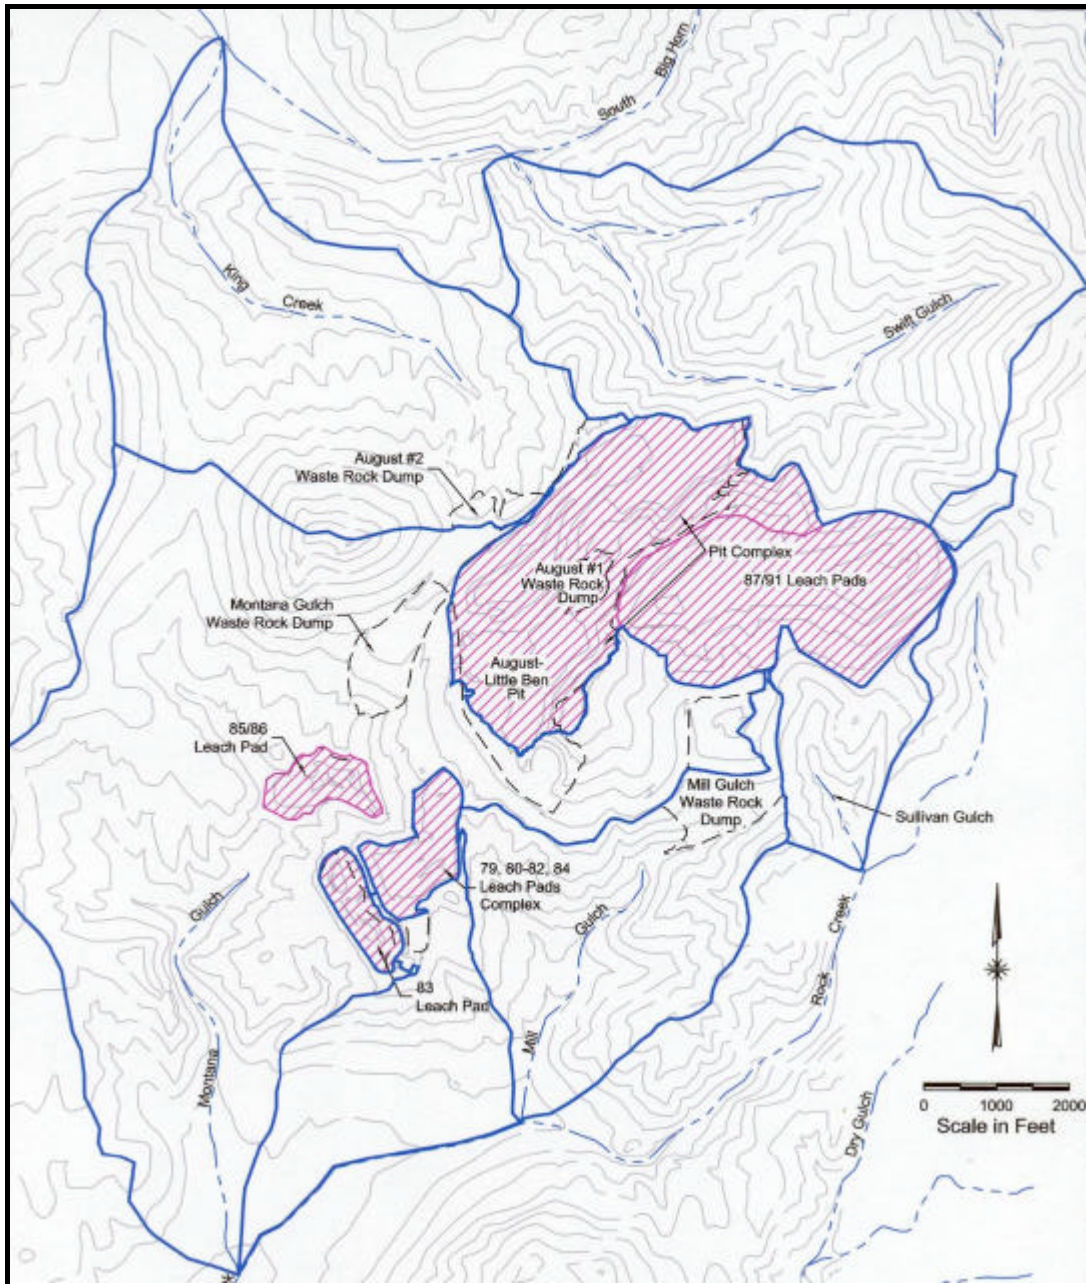 Big Horn
South
King
Creek
Swift Gulch
August #2
Waste Rock Dump
Pit Complex
August #1
Waste Rock
Dump
87/91 Leach Pads
Montana Gulch
Waste Rock Dump
August-
Little Ben
Pit
85/86
Leach Pad
Mill Gulch
Waste Rock
Dump
Sullivan Gulch
79, 80-82, 84
Leach Pads
Complex
Gulch
Gulch
Creek
83
Leach Pad
Rock
Mill
Montana
Dry Gulch
0 1000 2000
Scale in Feet